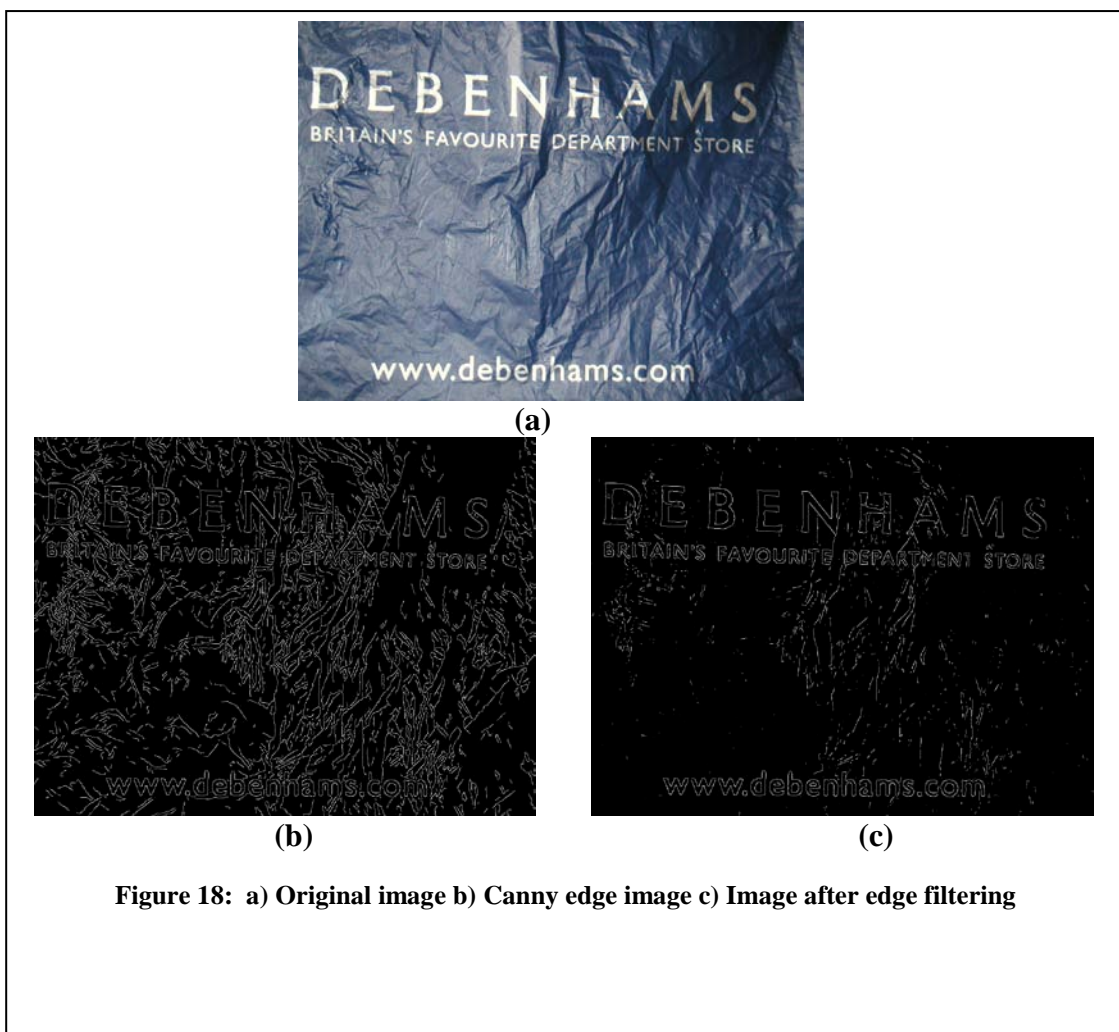 DEBENHAMS
BRITAIN'S FAVOURITE DEPARTMENT STORE
www.debenhams.com
(a)
DEBENHAMS
BRITAIN'S FAVOURITE DEPARTMENT STORE
www.debenhams.com
(b)
DEBENHAMS
BRITAIN'S FAVOURITE DEPARTMENT STORE
www.debenhams.com
(c)
Figure 18: a) Original image b) Canny edge image c) Image after edge filtering